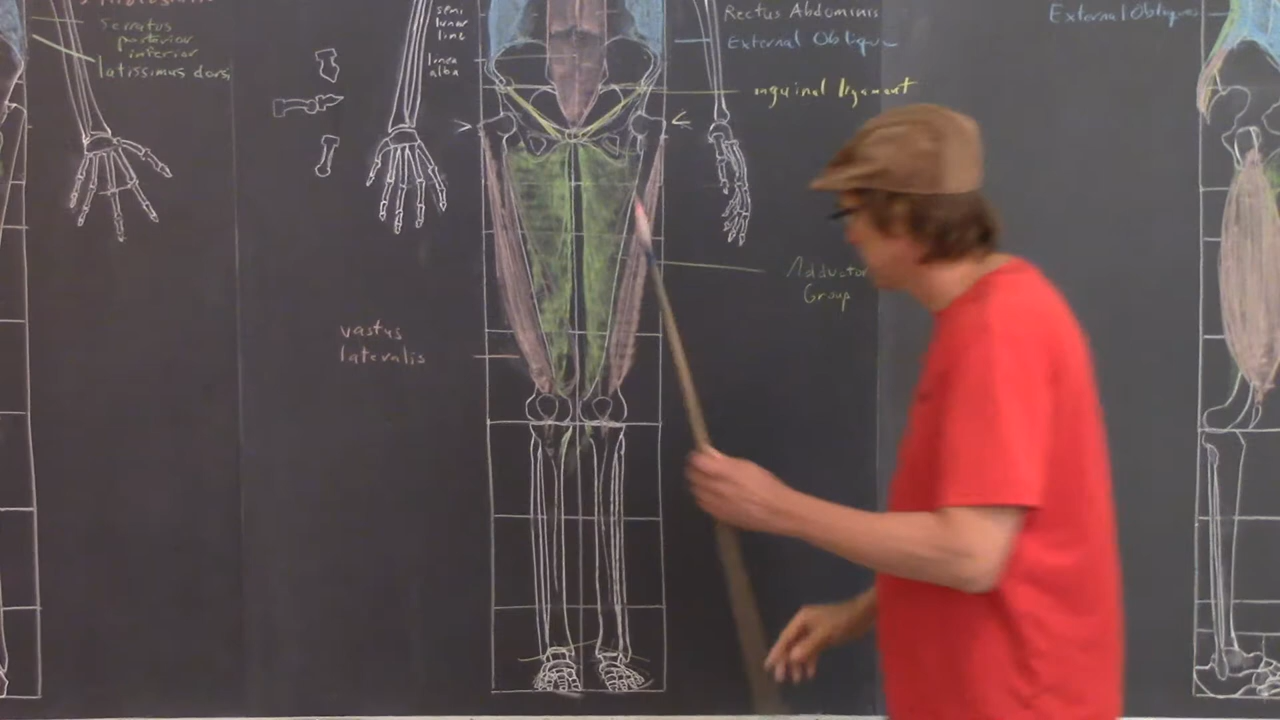 Serratus
posterior
inferior
latissimus dorsi
semi
lunar
line
linea
alba
Rectus Abdominis
External Oblique
inguinal ligament
Adductor
Group
vastus
lateralis
External Obliques